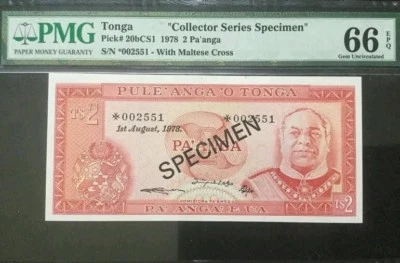 PMG Tonga "Collector Series Specimen"
Pick# 20bCS1 1978 2 Pa'anga
PAPER MONEY GUARANTY
S/N *002551 - With Maltese Cross
66 EPQ
Gem Uncirculated
PULE'ANGA 'O TONGA
T$2
*002551 *002551
1st August, 1978.
PA'ANGA
SPECIMEN
PA'ANGA E UA
T$2